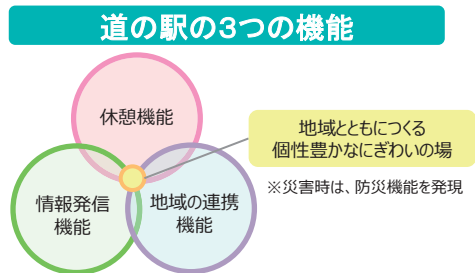 道の駅の3つの機能
休憩機能
地域とともにつくる
個性豊かなにぎわいの場
※災害時は、防災機能を発現
情報発信
機能
地域の連携
機能